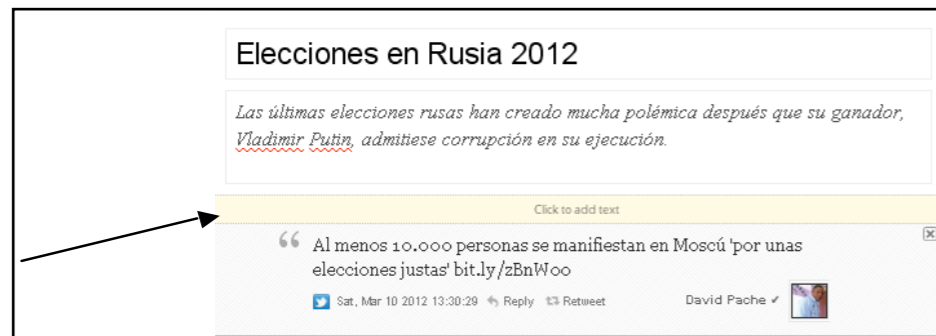 Elecciones en Rusia 2012
Las últimas elecciones rusas han creado mucha polémica después que su ganador,
Vladimir Putin, admitiese corrupción en su ejecución.
Click to add text
Al menos 10.000 personas se manifiestan en Moscú 'por unas
elecciones justas' bit.ly/zBnWoo
Sat, Mar 10 2012 13:30:29 Reply Retweet David Pache ✓